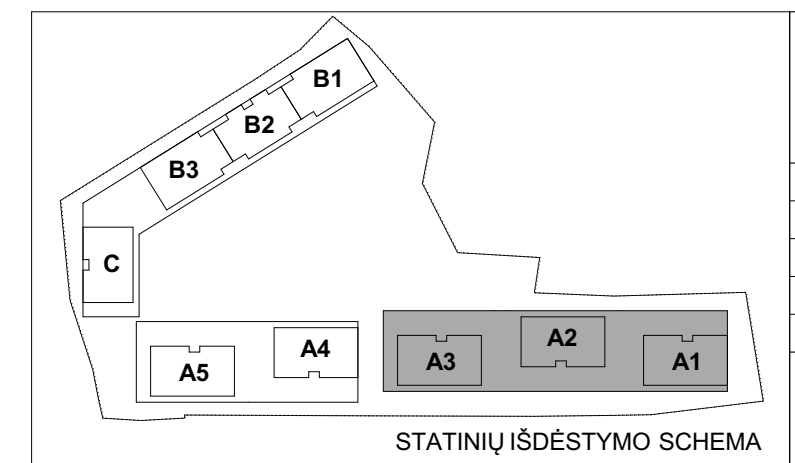 B1
B2
B3
C
A4
A5
A2
A3
A1
STATINIŲ IŠDĖSTYMO SCHEMA